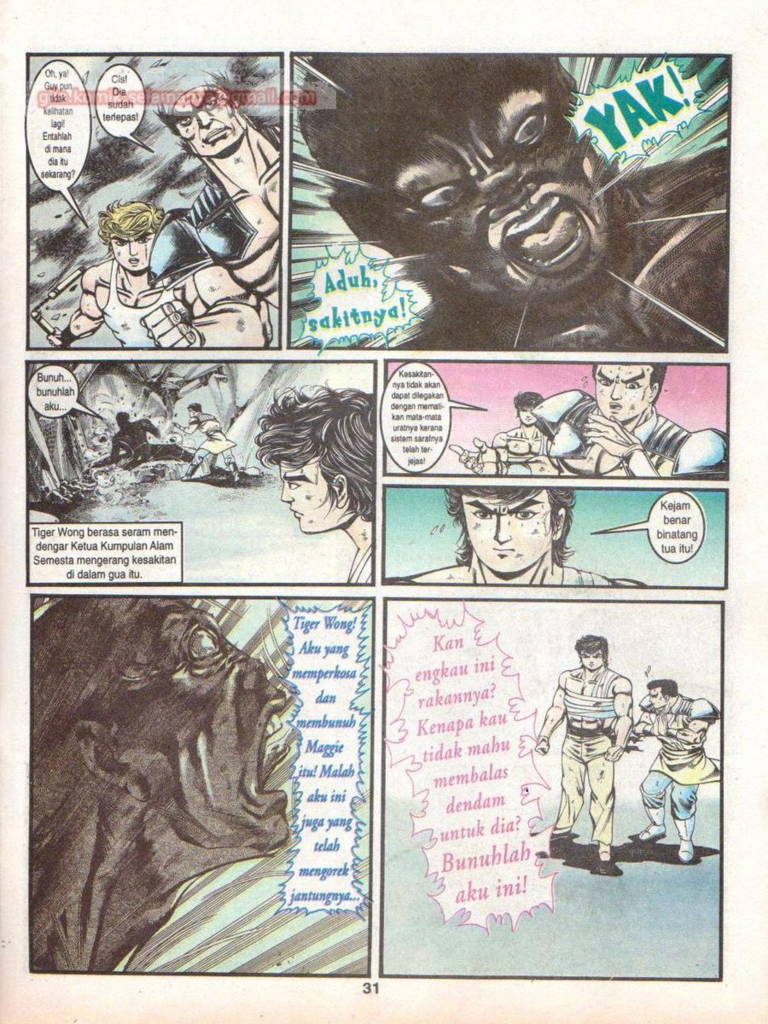 Oh, ya!
Guy pun
tidak
kelihatan
lagi!
Entahlah
di mana
dia itu
sekarang?
Cis!
Dia
sudah
terlepas!
YAK!
Aduh,
sakitnya!
Bunuh...
bunuhlah
aku...
Tiger Wong berasa seram men-
dengar Ketua Kumpulan Alam
Semesta mengerang kesakitan
di dalam gua itu.
Kesakitan-
nya tidak akan
dapat dilegakan
dengan memati-
kan mata-mata
uratnya kerana
sistem sarafnya
telah ter-
jejas!
Kejam
benar
binatang
tua itu!
Tiger Wong!
Aku yang
memperkosa
dan
membunuh
Maggie
itu! Malah
aku ini
juga yang
telah
mengorek
jantungnya...
Kan
engkau ini
rakannya?
Kenapa kau
tidak mahu
membalas
dendam
untuk dia?
Bunuhlah
aku ini!
31